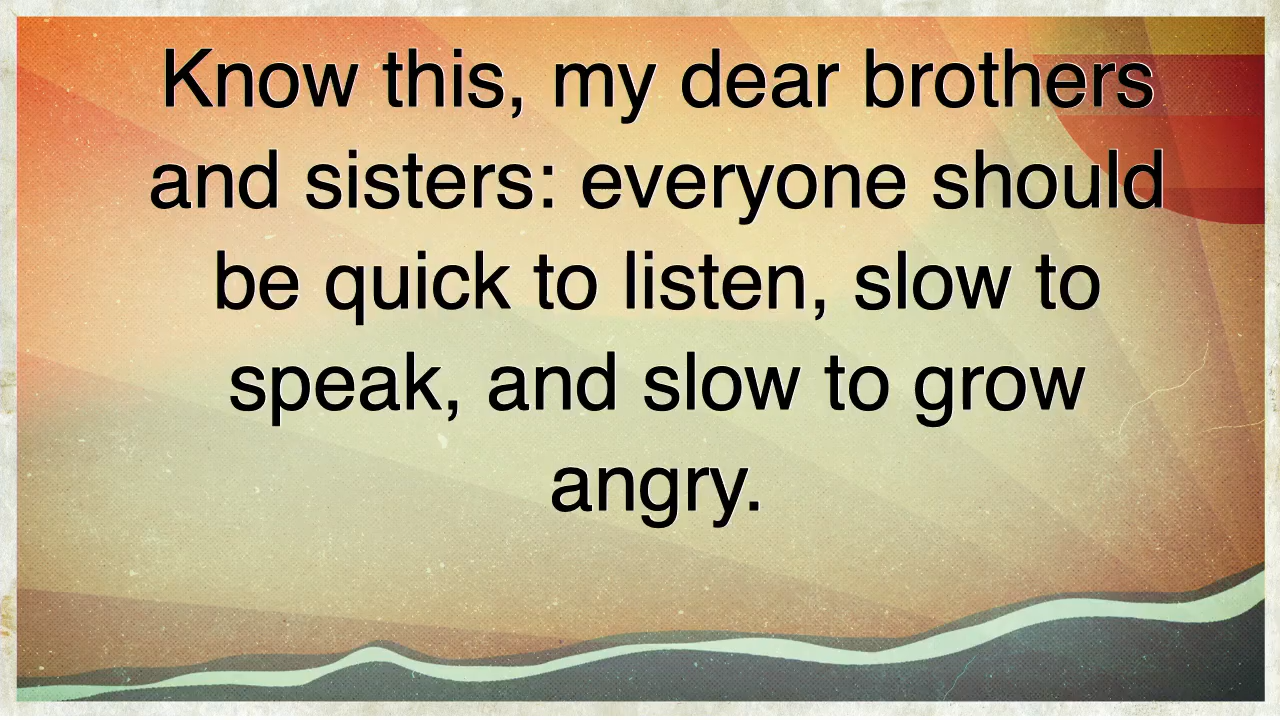 Know this, my dear brothers
and sisters: everyone should
be quick to listen, slow to
speak, and slow to grow
angry.